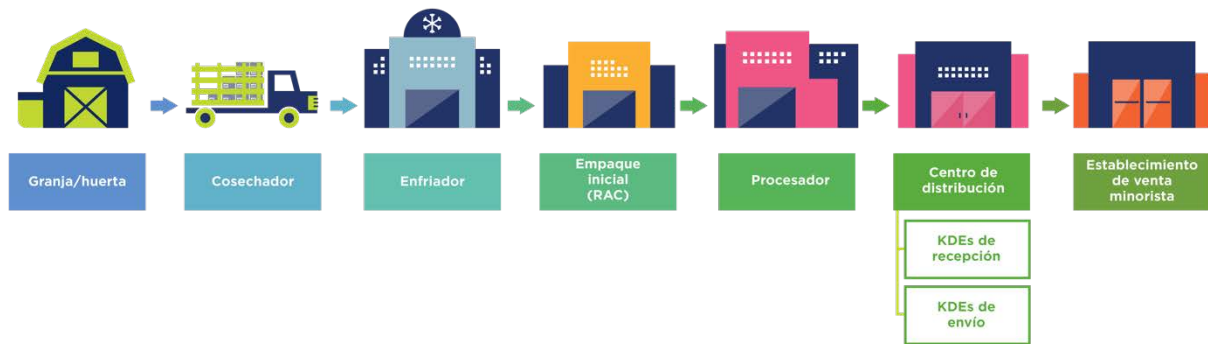 Granja/huerta
Cosechador
Enfriador
Empaque
inicial
(RAC)
Procesador
Centro de
distribución
Establecimiento
de venta
minorista
KDEs de
recepción
KDEs de
envío